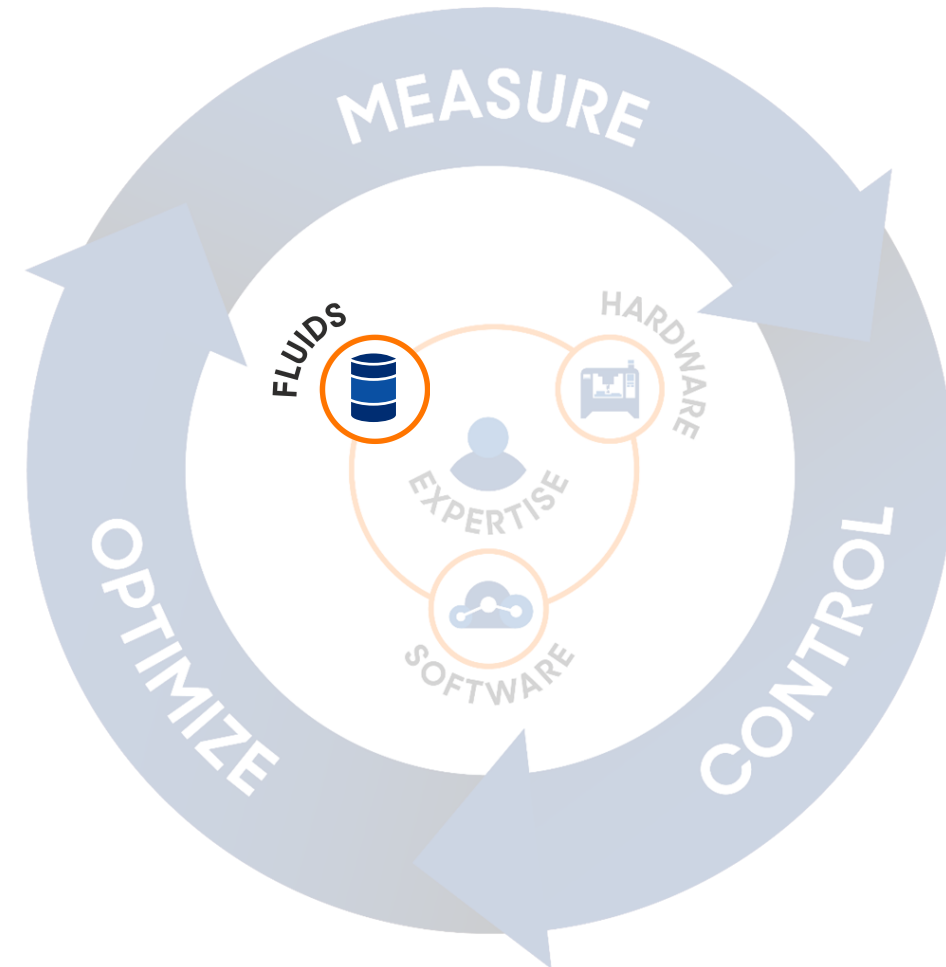 MEASURE
FLUIDS
HARDWARE
EXPERTISE
SOFTWARE
OPTIMIZE
CONTROL